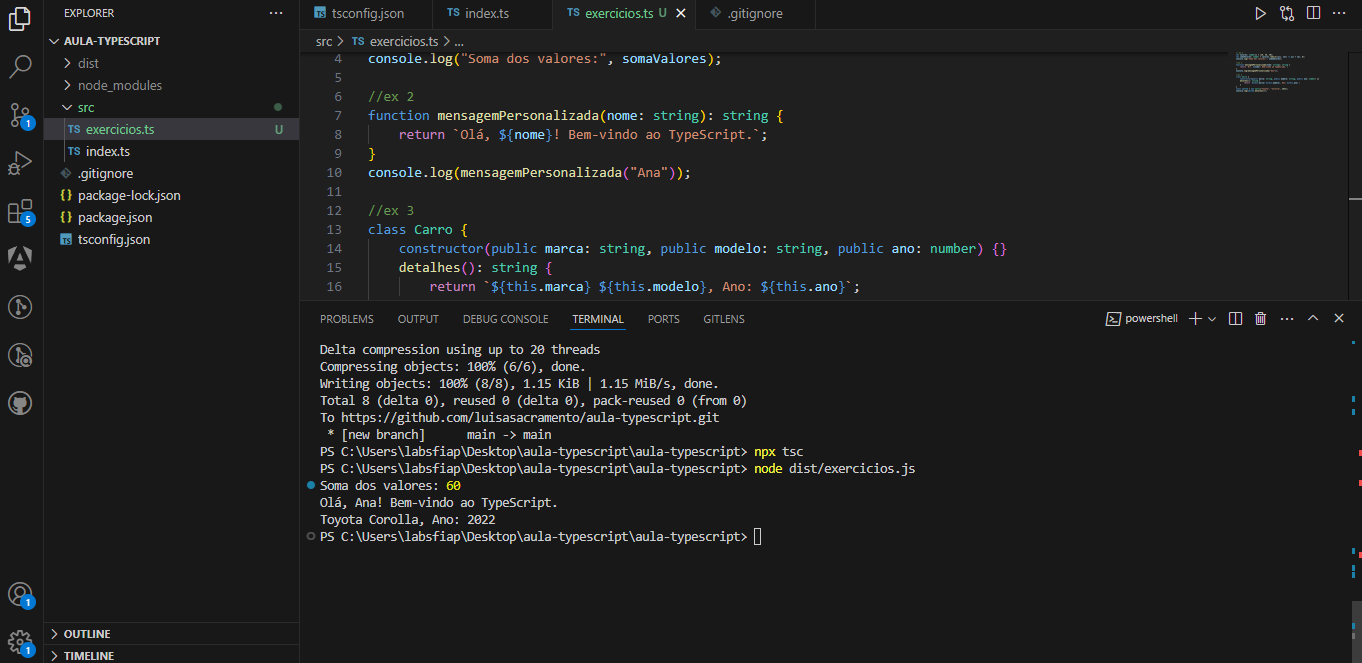 EXPLORER
AULA-TYPESCRIPT
dist
node_modules
src
TS exercicios.ts U
TS index.ts
.gitignore
{} package-lock.json
{} package.json
TS tsconfig.json
OUTLINE
TIMELINE
1
5
1
1
TS tsconfig.json TS index.ts TS exercicios.ts U .gitignore
src > TS exercicios.ts > ...
4 console.log("Soma dos valores:", somaValores);
5
6 //ex 2
7 function mensagemPersonalizada(nome: string): string {
8 return `Olá, ${nome}! Bem-vindo ao TypeScript.`;
9 }
10 console.log(mensagemPersonalizada("Ana"));
11
12 //ex 3
13 class Carro {
14 constructor(public marca: string, public modelo: string, public ano: number) {}
15 detalhes(): string {
16 return `${this.marca} ${this.modelo}, Ano: ${this.ano}`;
PROBLEMS OUTPUT DEBUG CONSOLE TERMINAL PORTS GITLENS powershell
Delta compression using up to 20 threads
Compressing objects: 100% (6/6), done.
Writing objects: 100% (8/8), 1.15 KiB | 1.15 MiB/s, done.
Total 8 (delta 0), reused 0 (delta 0), pack-reused 0 (from 0)
To https://github.com/luisasacramento/aula-typescript.git
* [new branch] main -> main
PS C:\Users\labsfiap\Desktop\aula-typescript\aula-typescript> npx tsc
PS C:\Users\labsfiap\Desktop\aula-typescript\aula-typescript> node dist/exercicios.js
Soma dos valores: 60
Olá, Ana! Bem-vindo ao TypeScript.
Toyota Corolla, Ano: 2022
PS C:\Users\labsfiap\Desktop\aula-typescript\aula-typescript>